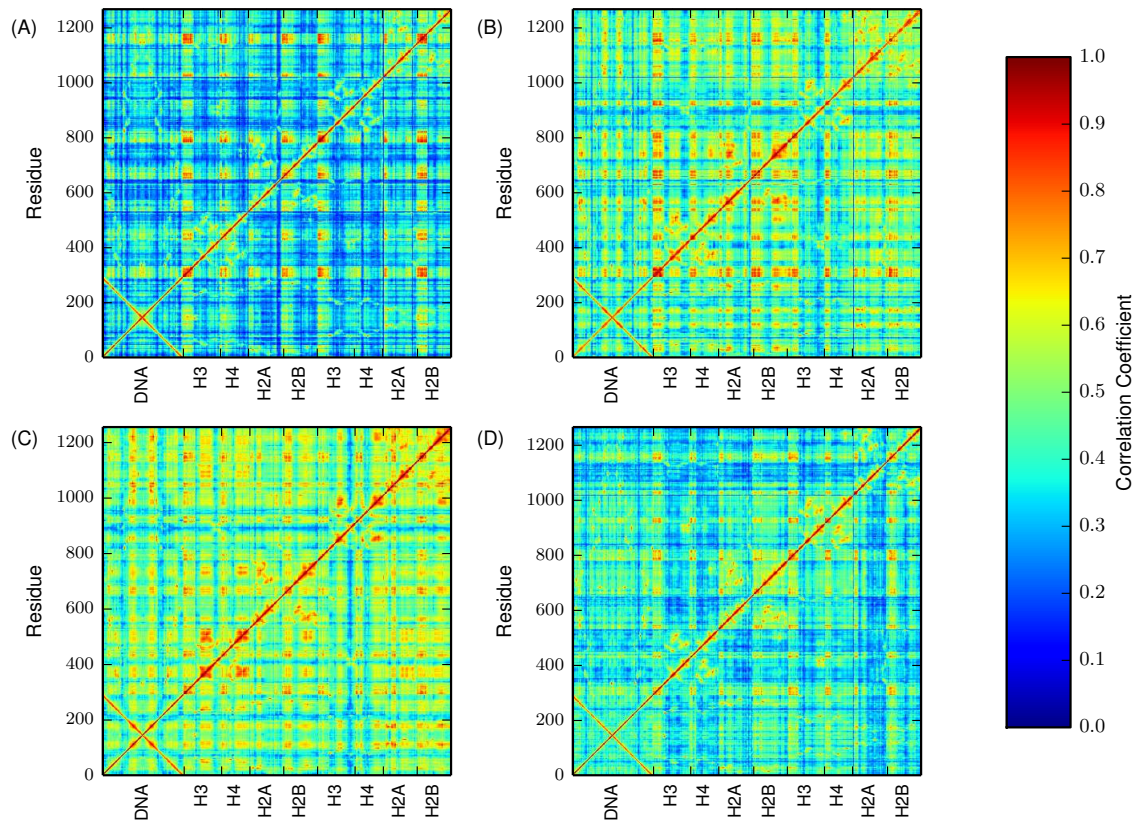 (A)
Residue
1200
1000
800
600
400
200
0
DNA
H3
H4
H2A
H2B
H3
H4
H2A
H2B
(B)
Residue
1200
1000
800
600
400
200
0
DNA
H3
H4
H2A
H2B
H3
H4
H2A
H2B
(C)
Residue
1200
1000
800
600
400
200
0
DNA
H3
H4
H2A
H2B
H3
H4
H2A
H2B
(D)
Residue
1200
1000
800
600
400
200
0
DNA
H3
H4
H2A
H2B
H3
H4
H2A
H2B
1.0
0.9
0.8
0.7
0.6
0.5
0.4
0.3
0.2
0.1
0.0
Correlation Coefficient